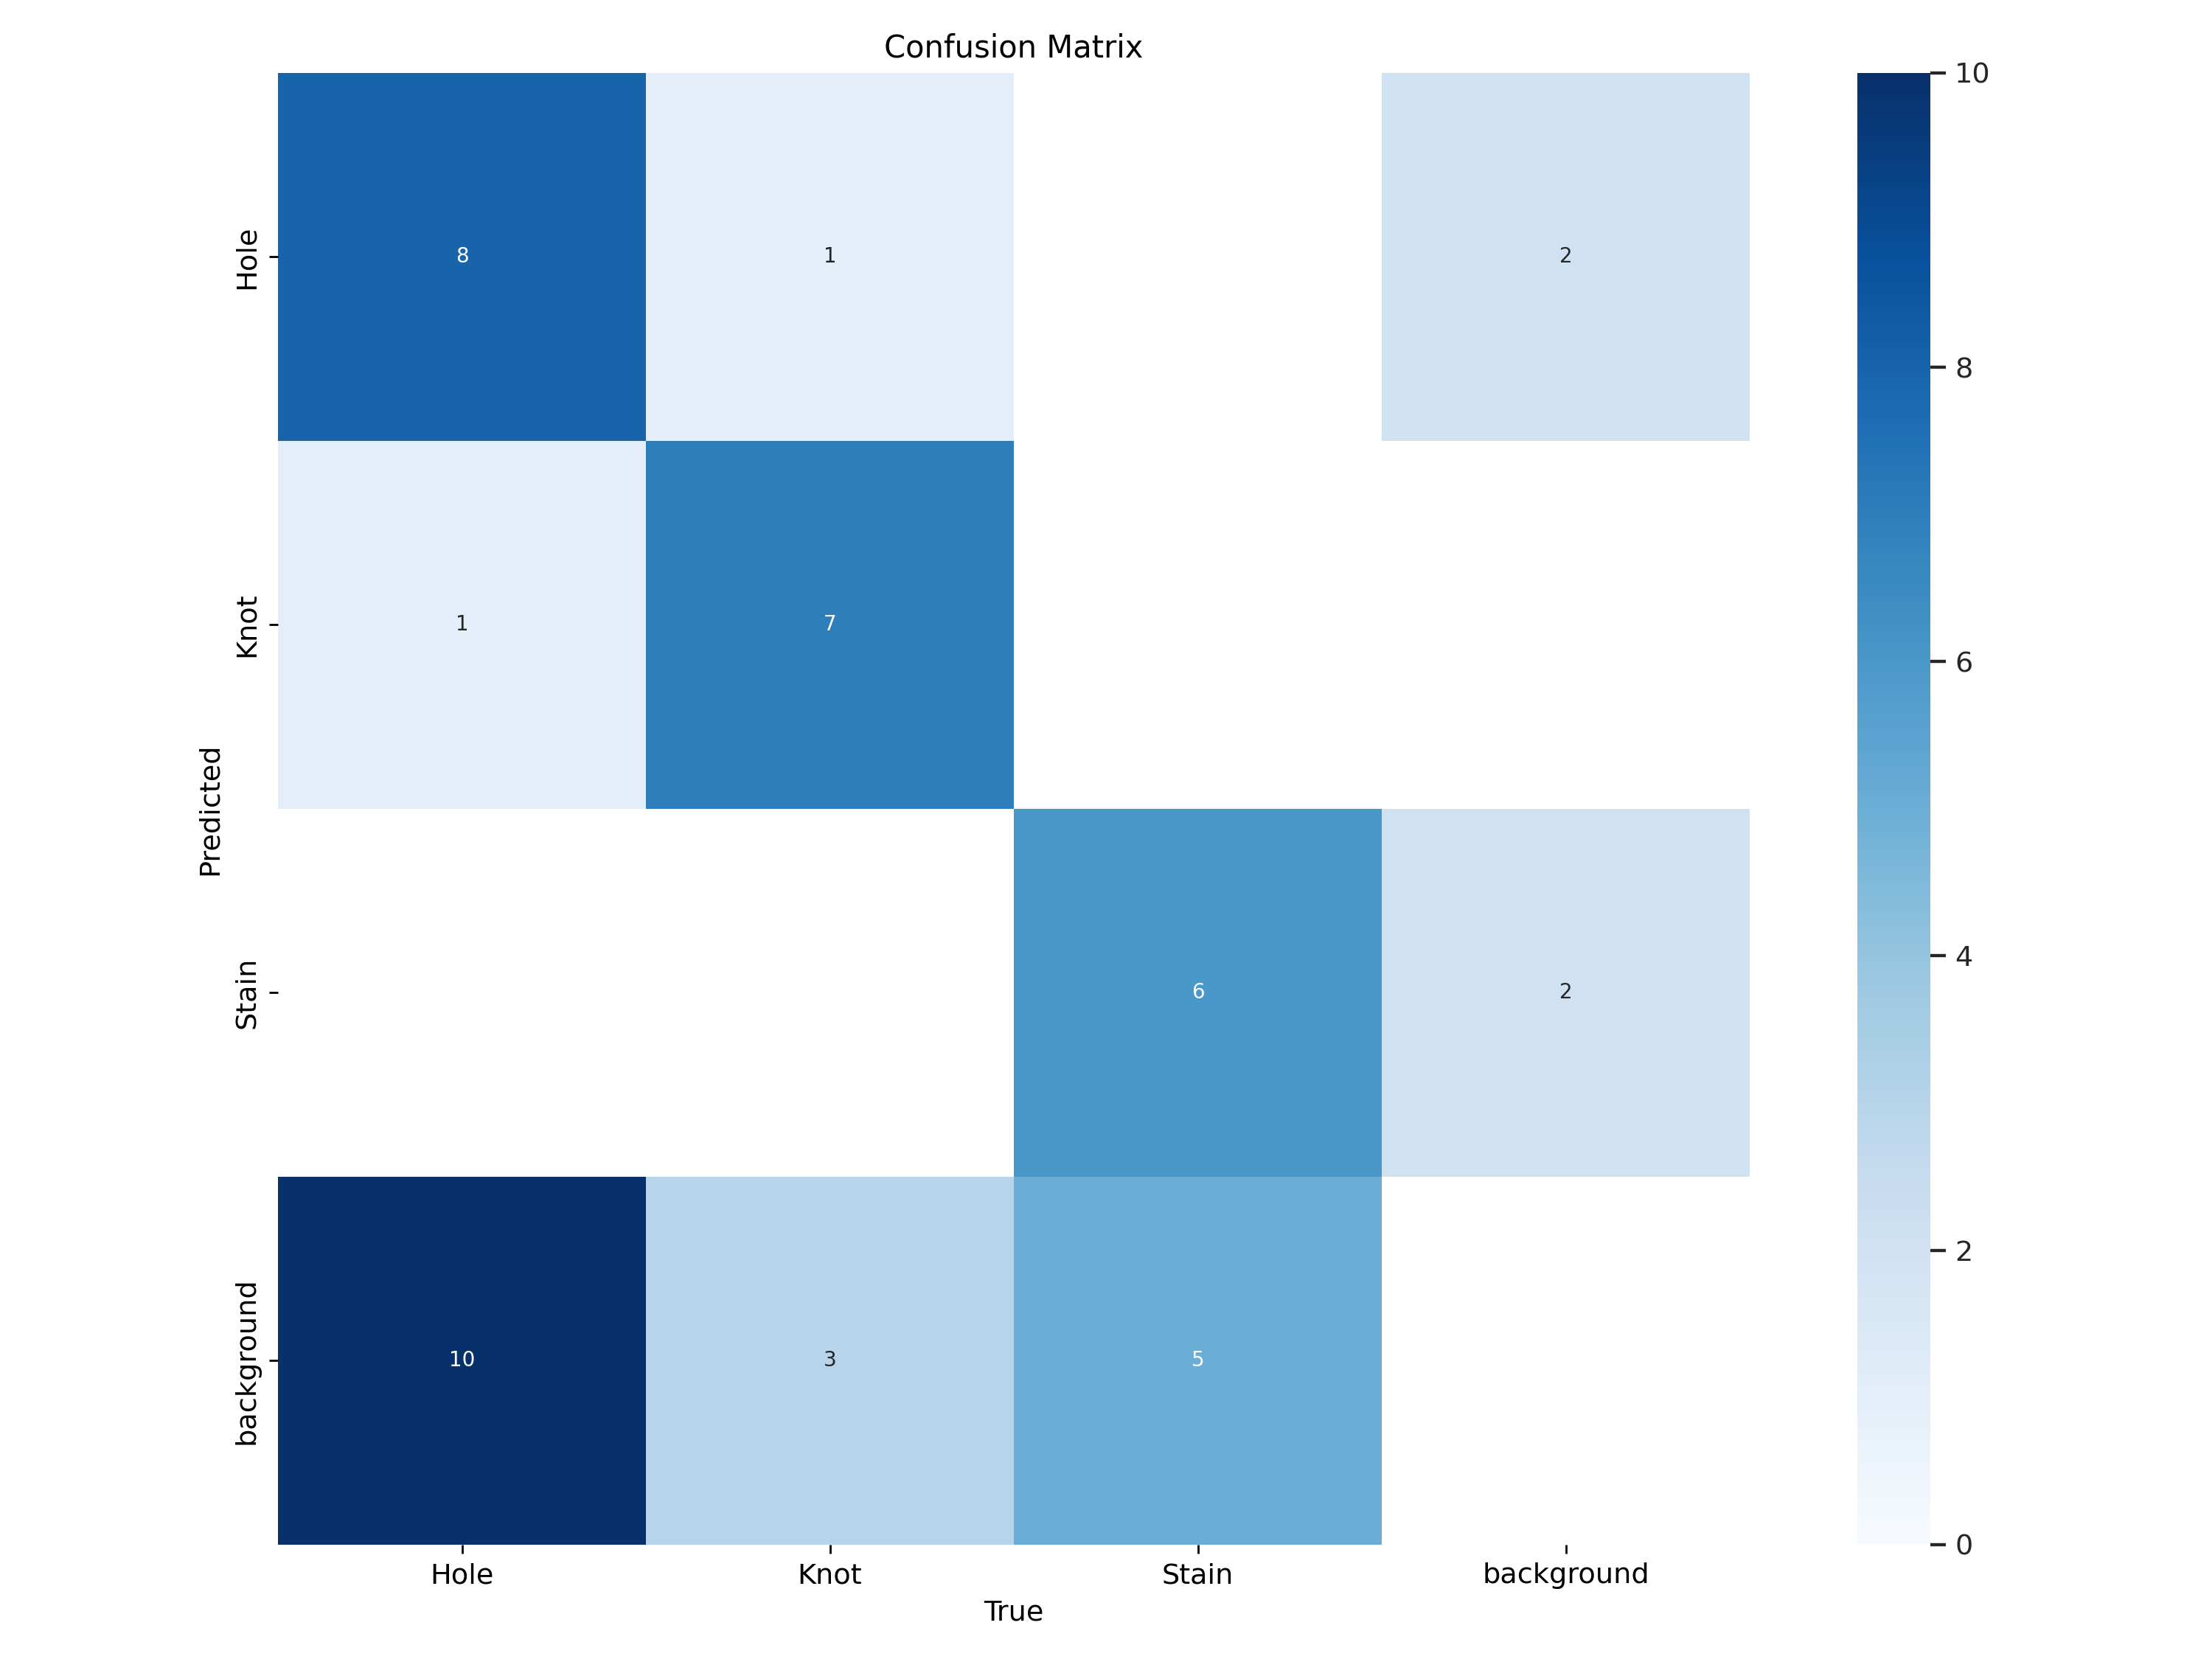 Confusion Matrix
Hole
8
1
2
Knot
1
7
Stain
6
2
background
10
3
5
Predicted
Hole
Knot
Stain
background
True
10
8
6
4
2
0